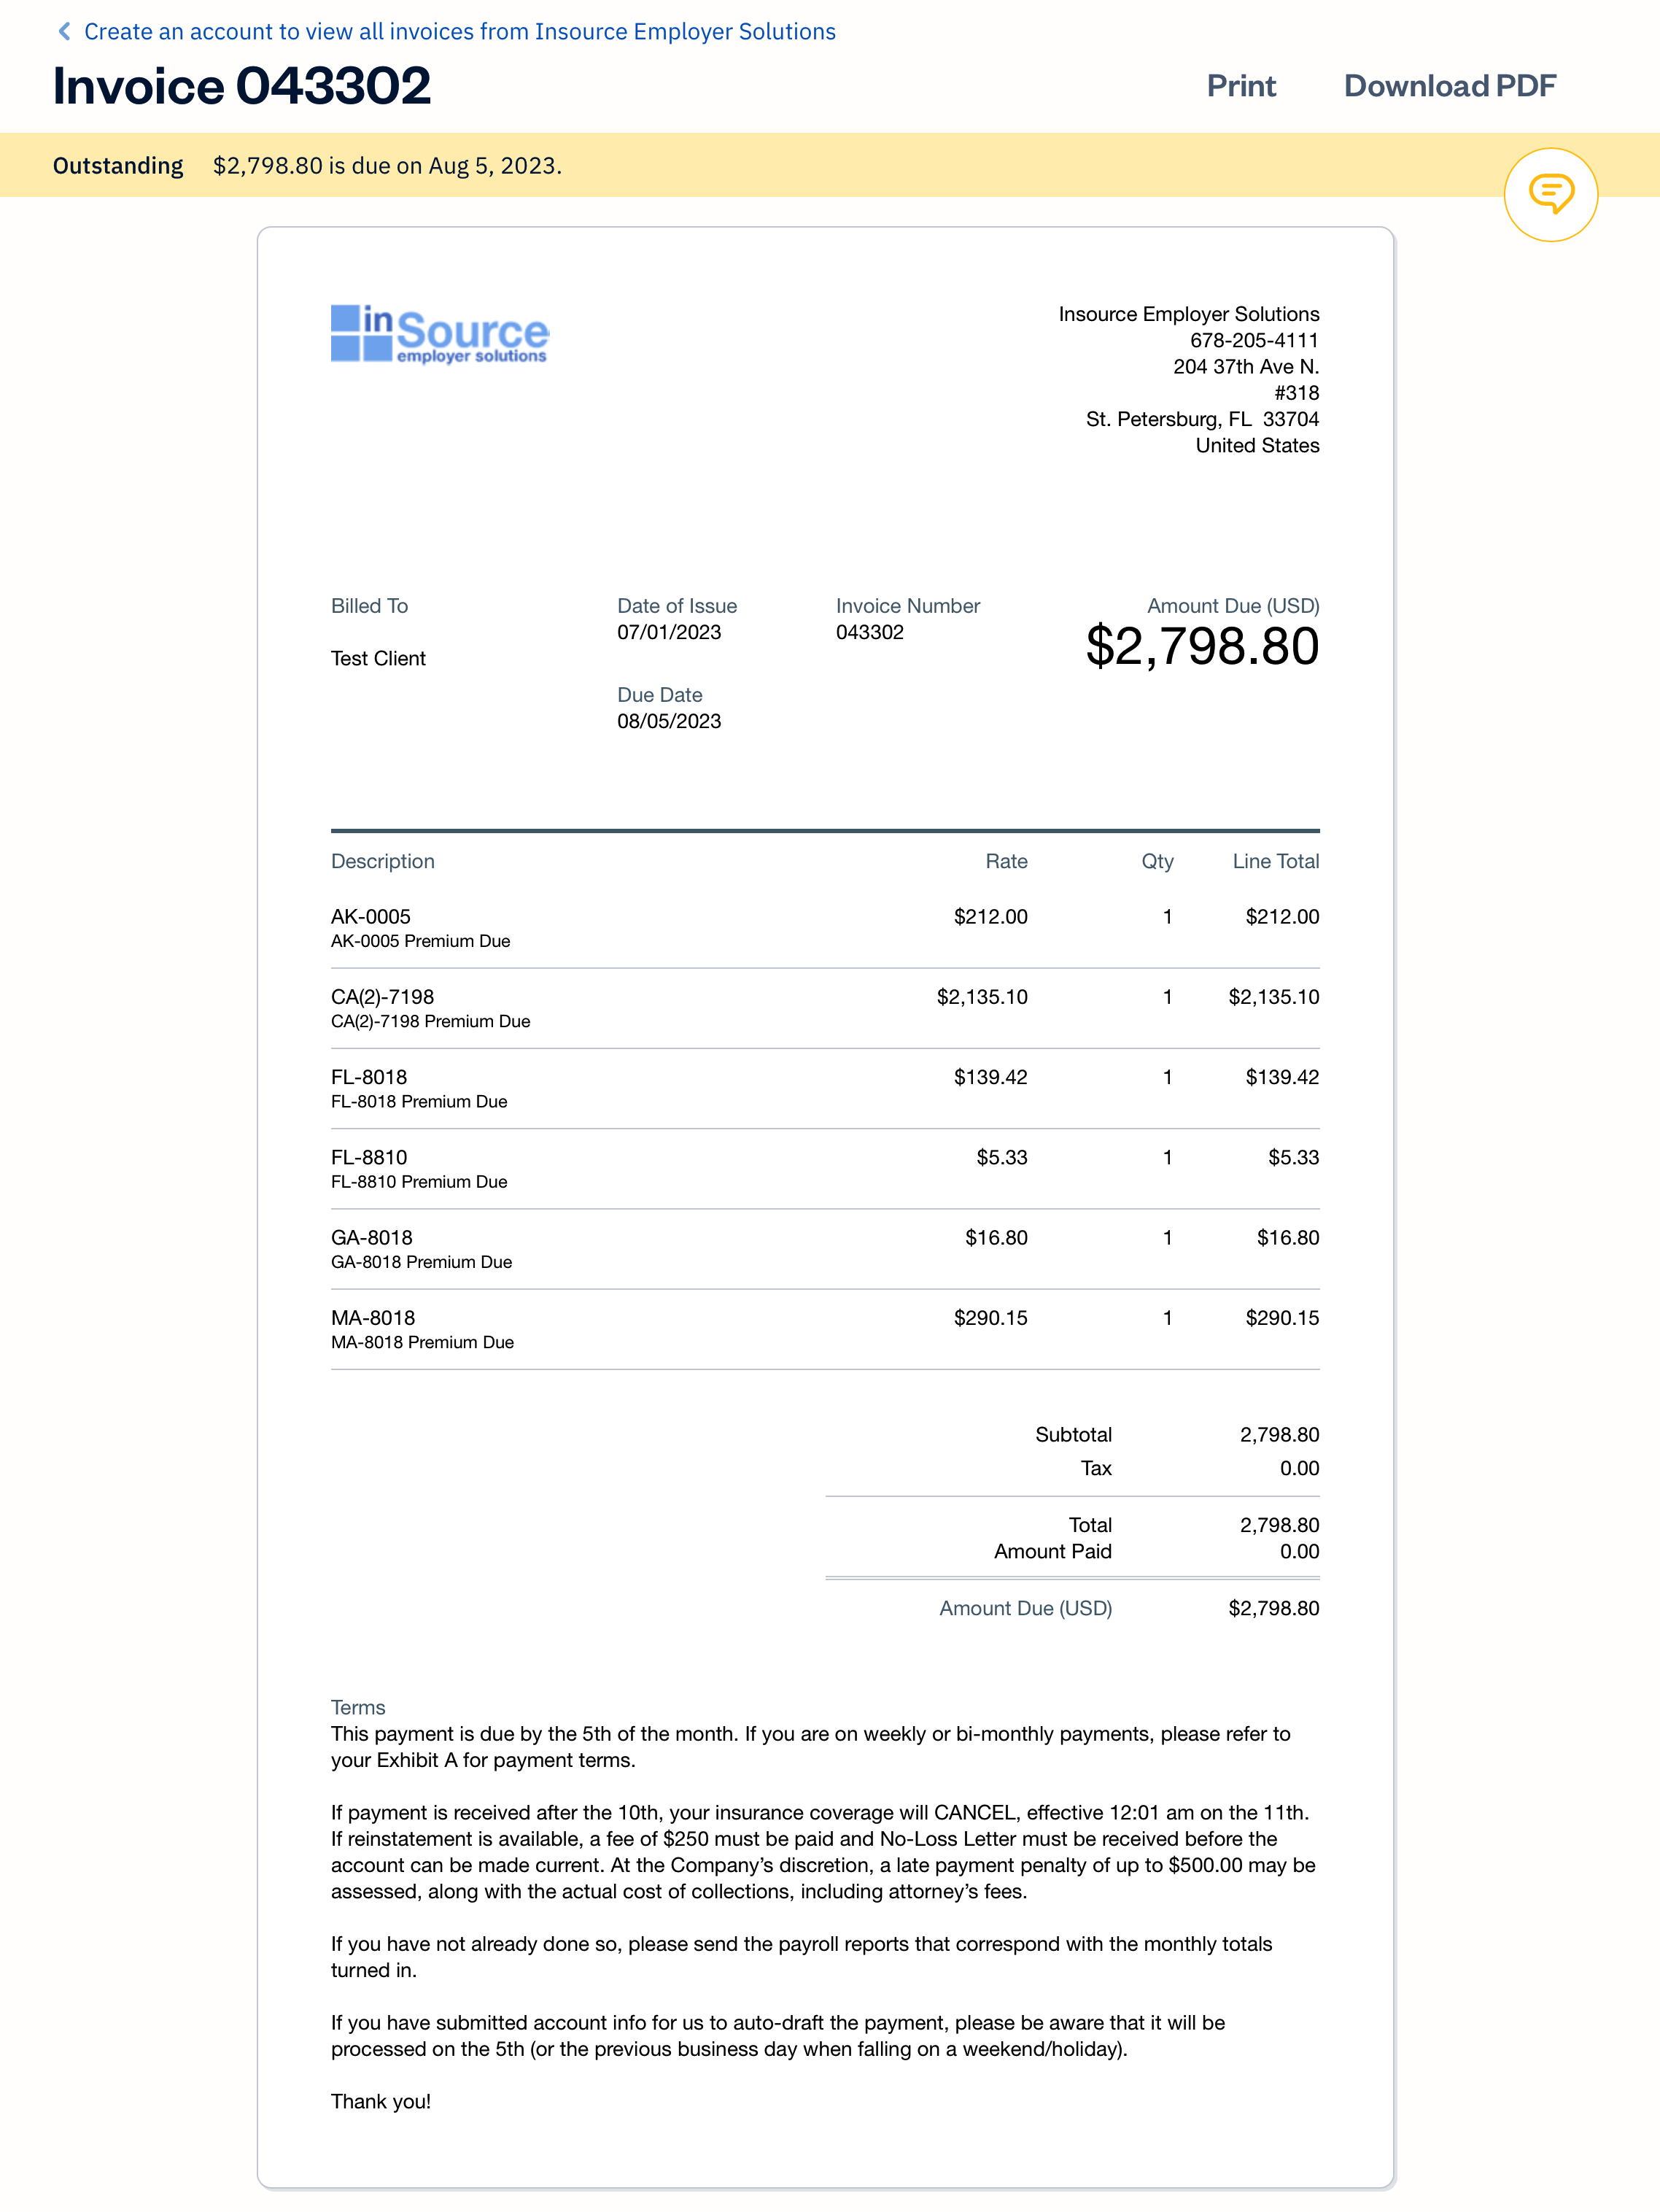 Create an account to view all invoices from Insource Employer Solutions
Invoice 043302
Print Download PDF
Outstanding $2,798.80 is due on Aug 5, 2023.
in Source
employer solutions
Insource Employer Solutions
678-205-4111
204 37th Ave N.
#318
St. Petersburg, FL 33704
United States
Billed To
Test Client
Date of Issue
07/01/2023
Due Date
08/05/2023
Invoice Number
043302
Amount Due (USD)
$2,798.80
Description Rate Qty Line Total
AK-0005 $212.00 1 $212.00
AK-0005 Premium Due
CA(2)-7198 $2,135.10 1 $2,135.10
CA(2)-7198 Premium Due
FL-8018 $139.42 1 $139.42
FL-8018 Premium Due
FL-8810 $5.33 1 $5.33
FL-8810 Premium Due
GA-8018 $16.80 1 $16.80
GA-8018 Premium Due
MA-8018 $290.15 1 $290.15
MA-8018 Premium Due
Subtotal 2,798.80
Tax 0.00
Total 2,798.80
Amount Paid 0.00
Amount Due (USD) $2,798.80
Terms
This payment is due by the 5th of the month. If you are on weekly or bi-monthly payments, please refer to
your Exhibit A for payment terms.
If payment is received after the 10th, your insurance coverage will CANCEL, effective 12:01 am on the 11th.
If reinstatement is available, a fee of $250 must be paid and No-Loss Letter must be received before the
account can be made current. At the Company’s discretion, a late payment penalty of up to $500.00 may be
assessed, along with the actual cost of collections, including attorney’s fees.
If you have not already done so, please send the payroll reports that correspond with the monthly totals
turned in.
If you have submitted account info for us to auto-draft the payment, please be aware that it will be
processed on the 5th (or the previous business day when falling on a weekend/holiday).
Thank you!